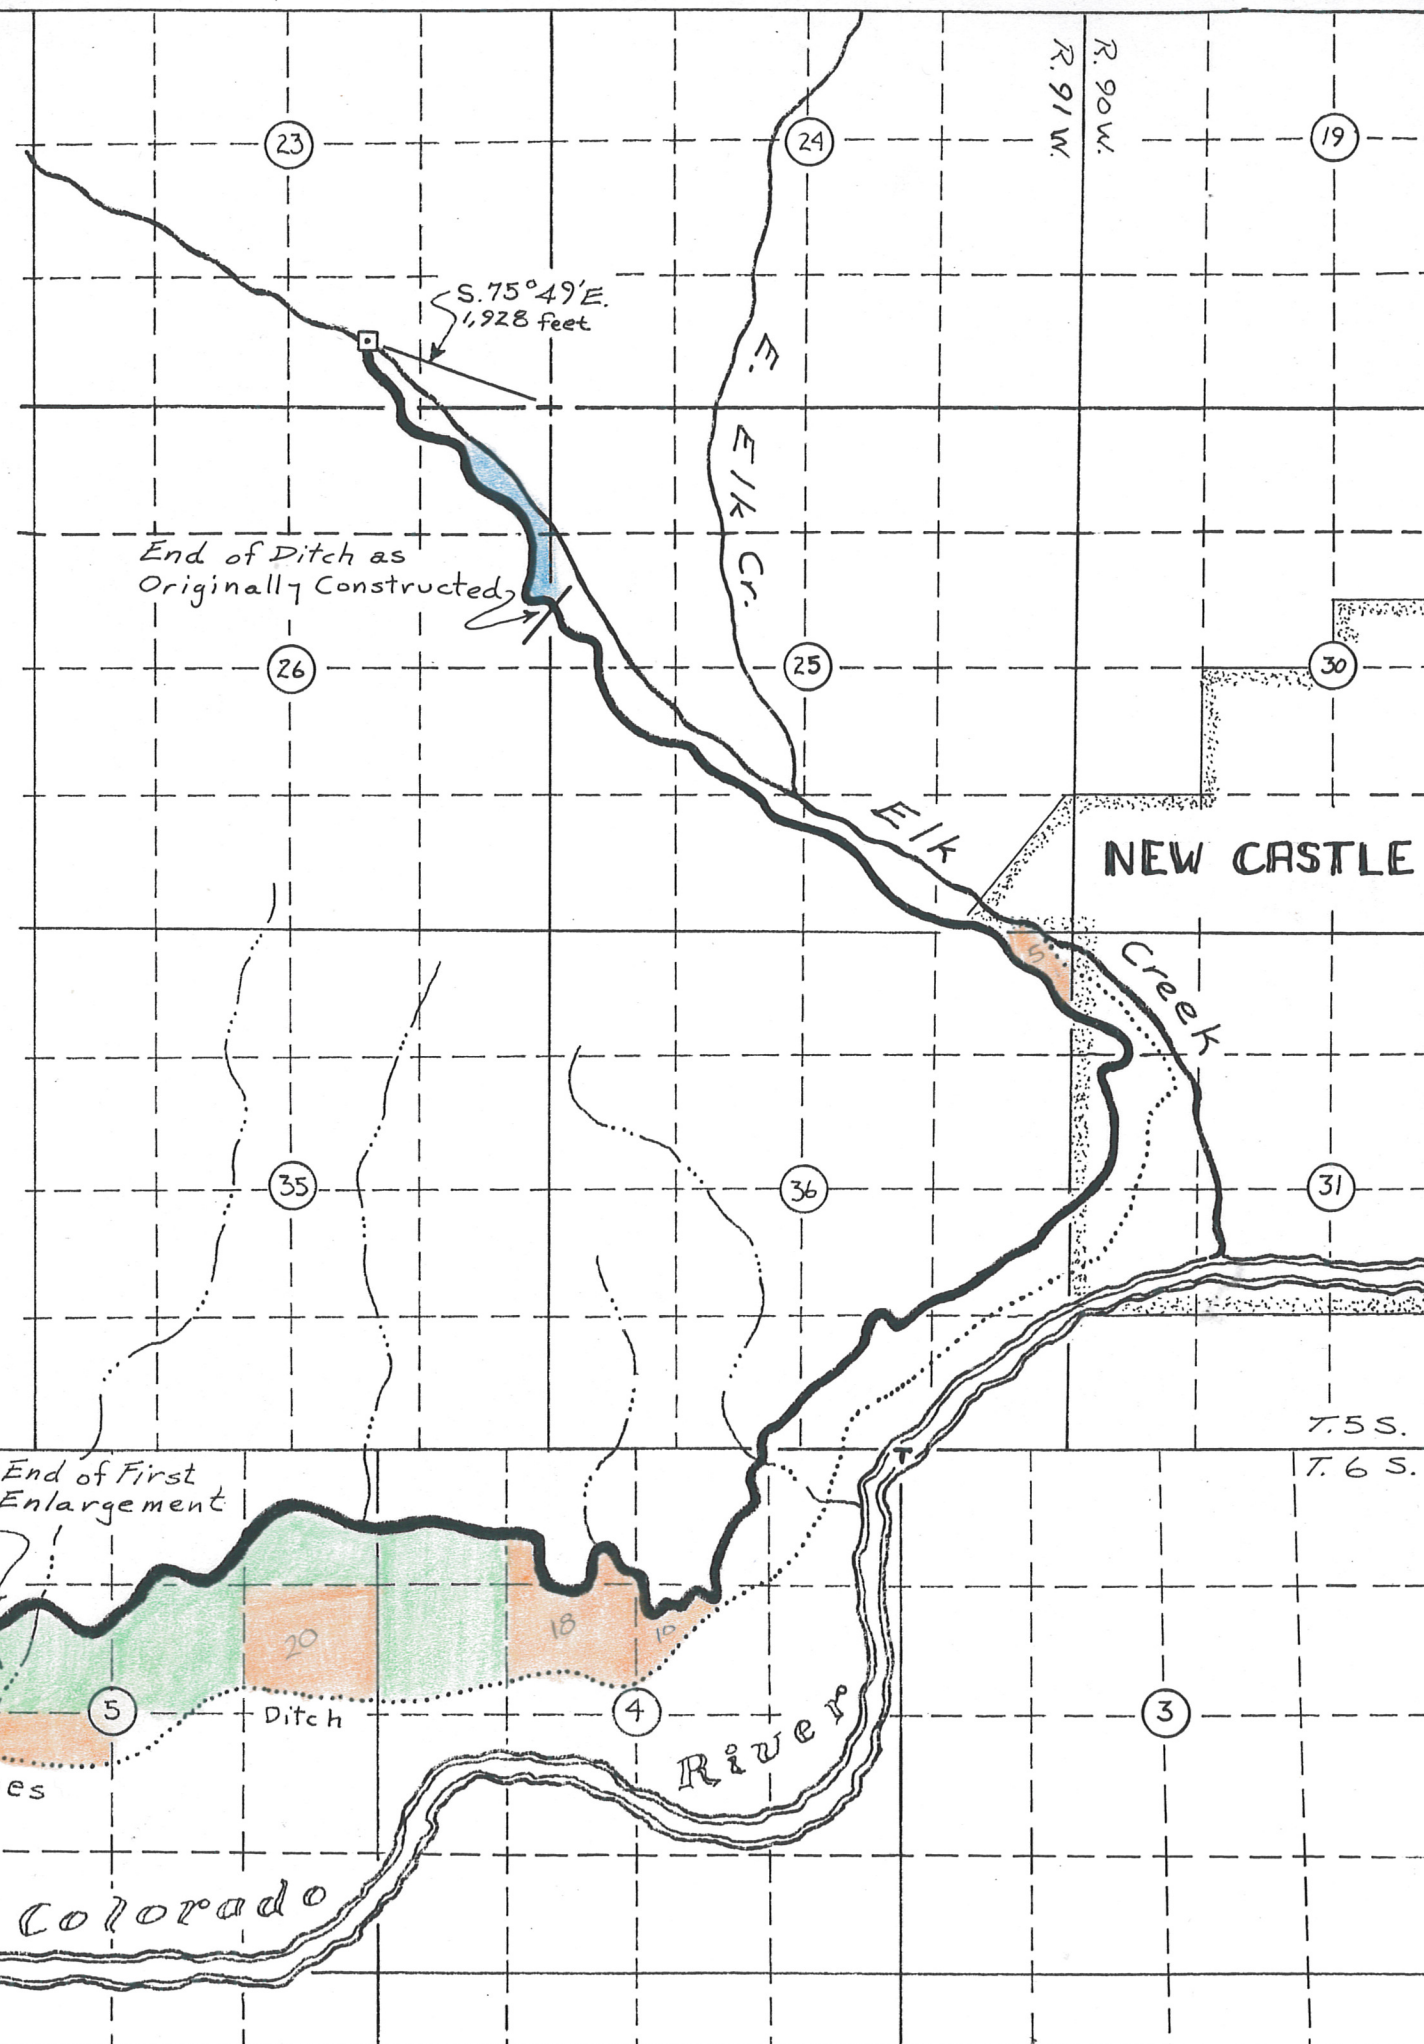 R. 90 W.
R. 91 W.
23
24
19
S. 75° 49' E.
1,928 feet
E. Elk Cr.
End of Ditch as
Originally Constructed
26
25
30
Elk Creek
NEW CASTLE
5
35
36
31
T. 5 S.
T. 6 S.
End of First
Enlargement
20
18
10
5
Ditch
4
3
es
River
Colorado